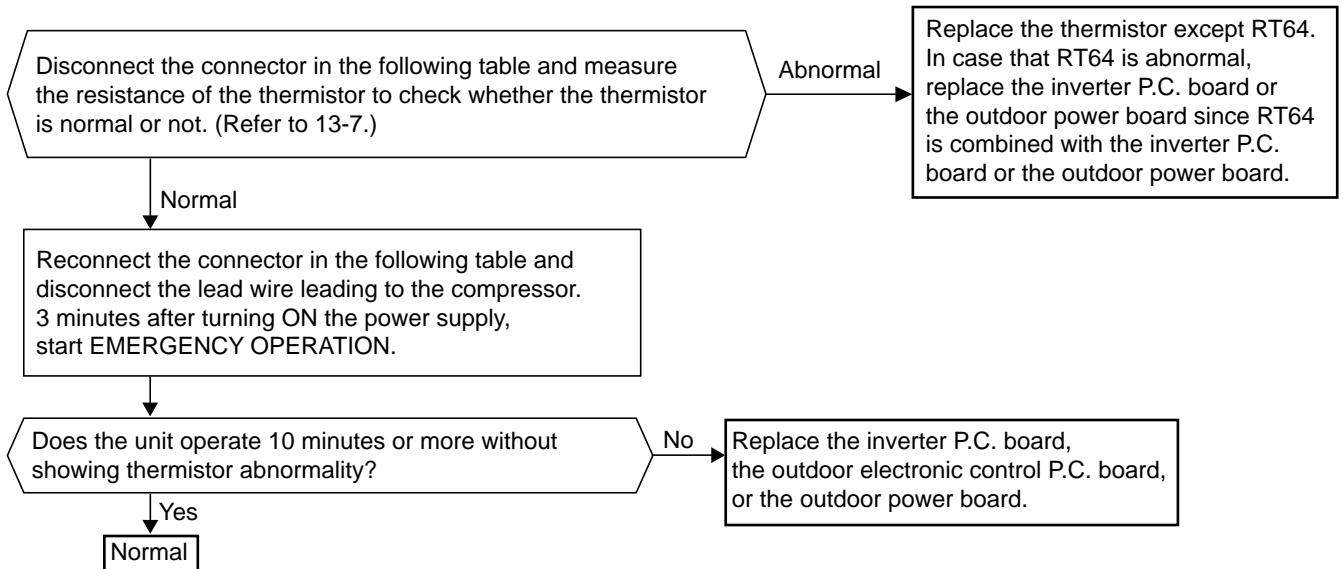 Disconnect the connector in the following table and measure
the resistance of the thermistor to check whether the thermistor
is normal or not. (Refer to 13-7.)
Abnormal
Replace the thermistor except RT64.
In case that RT64 is abnormal,
replace the inverter P.C. board or
the outdoor power board since RT64
is combined with the inverter P.C.
board or the outdoor power board.
Normal
Reconnect the connector in the following table and
disconnect the lead wire leading to the compressor.
3 minutes after turning ON the power supply,
start EMERGENCY OPERATION.
Does the unit operate 10 minutes or more without
showing thermistor abnormality?
No
Replace the inverter P.C. board,
the outdoor electronic control P.C. board,
or the outdoor power board.
Yes
Normal